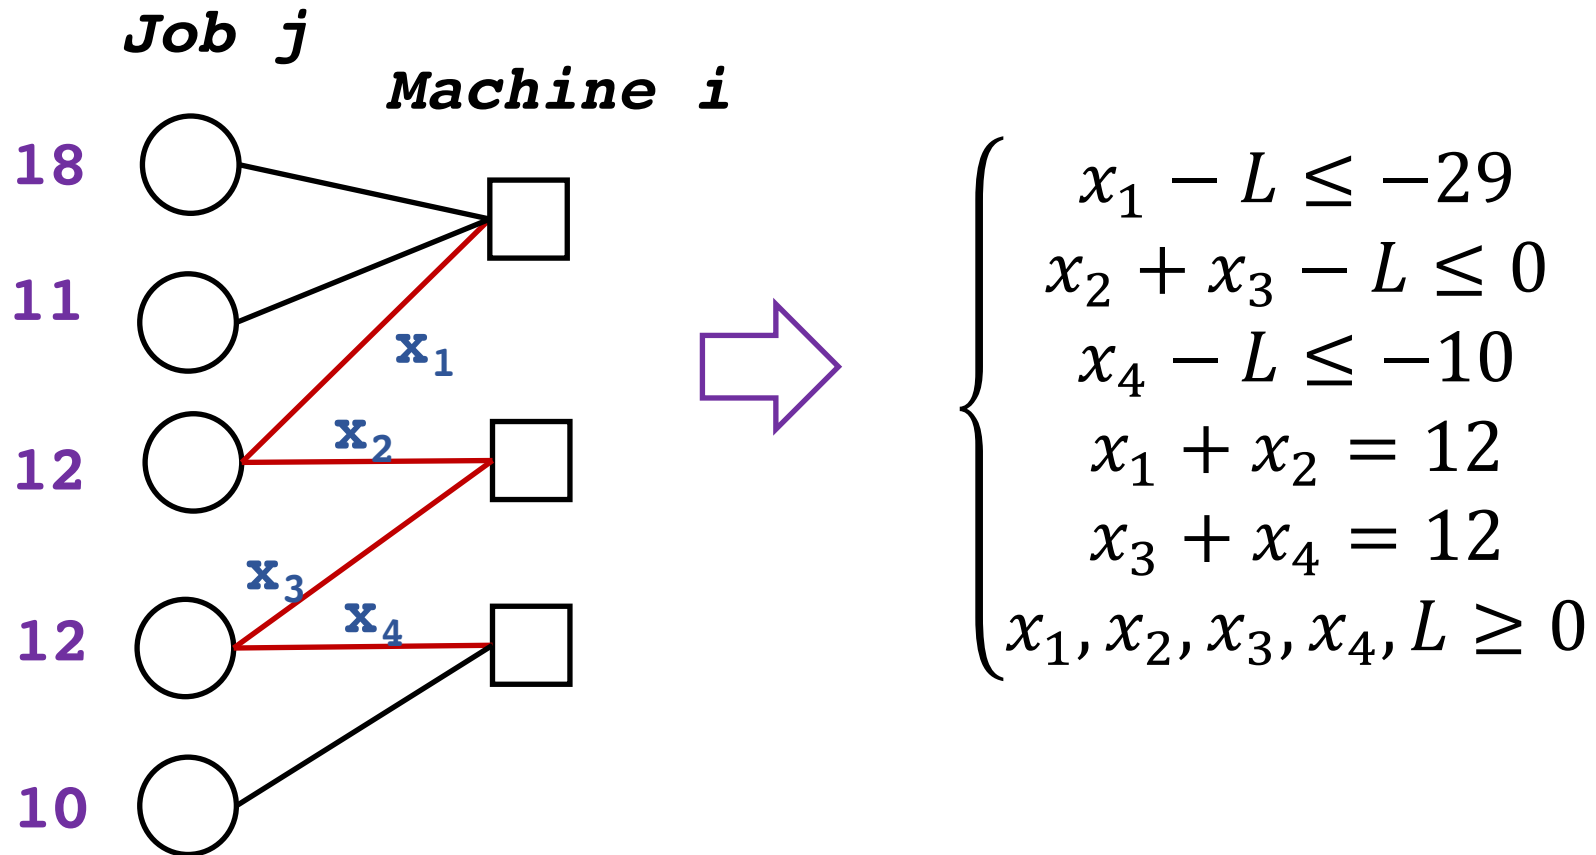 Job j
Machine i
18
11
12
12
10
x₁
x₂
x₃
x₄
x₁ − L ≤ −29
x₂ + x₃ − L ≤ 0
x₄ − L ≤ −10
x₁ + x₂ = 12
x₃ + x₄ = 12
x₁, x₂, x₃, x₄, L ≥ 0